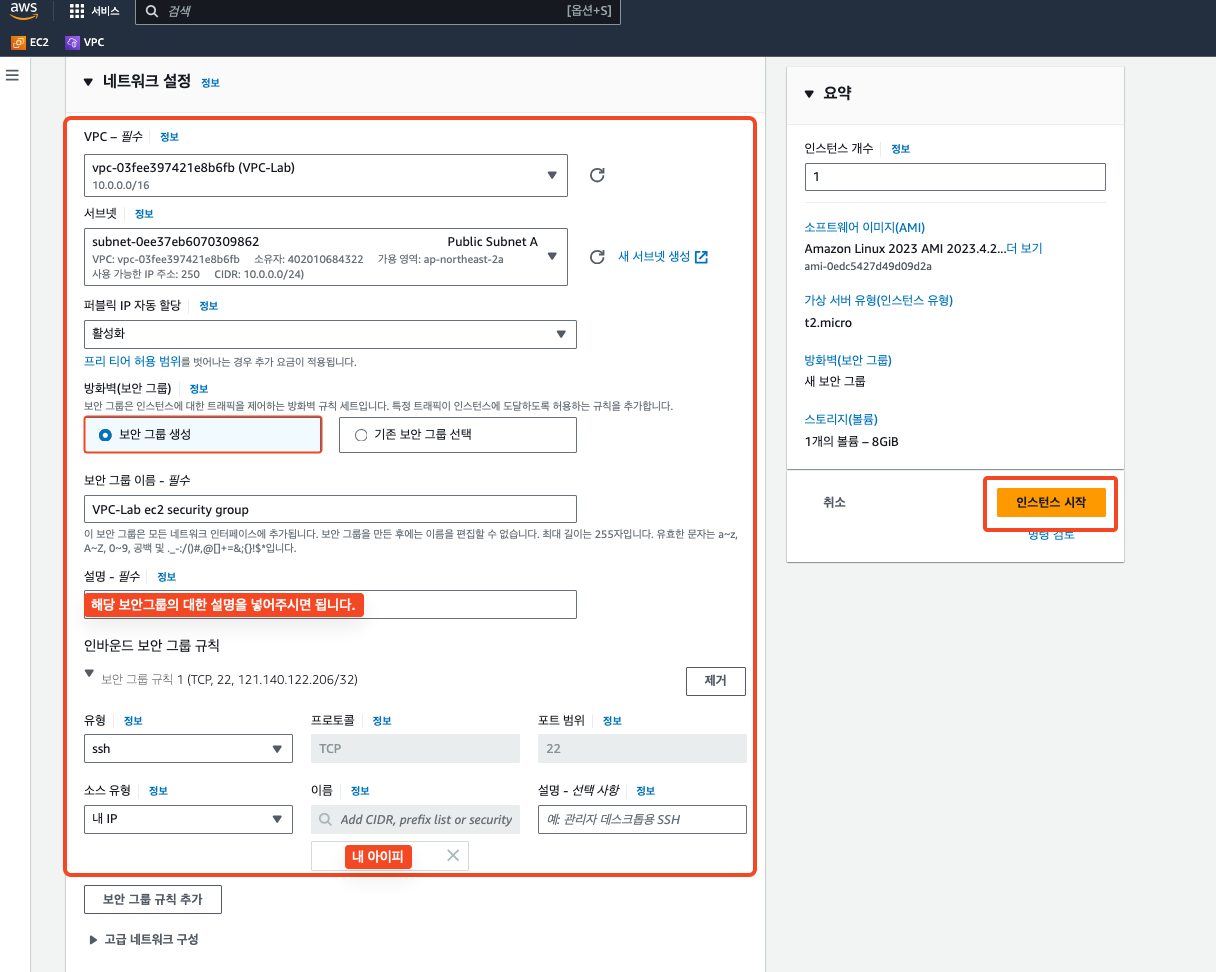 aws
서비스
검색
[옵션+S]
EC2
VPC
네트워크 설정 정보
VPC – 필수 정보
vpc-03fee397421e8b6fb (VPC-Lab)
10.0.0.0/16
서브넷 정보
subnet-0ee37eb6070309862 Public Subnet A
VPC: vpc-03fee397421e8b6fb 소유자: 402010684322 가용 영역: ap-northeast-2a
사용 가능한 IP 주소: 250 CIDR: 10.0.0.0/24)
새 서브넷 생성
퍼블릭 IP 자동 할당 정보
활성화
프리 티어 허용 범위를 벗어나는 경우 추가 요금이 적용됩니다.
방화벽(보안 그룹) 정보
보안 그룹은 인스턴스에 대한 트래픽을 제어하는 방화벽 규칙 세트입니다. 특정 트래픽이 인스턴스에 도달하도록 허용하는 규칙을 추가합니다.
보안 그룹 생성
기존 보안 그룹 선택
보안 그룹 이름 - 필수
VPC-Lab ec2 security group
이 보안 그룹은 모든 네트워크 인터페이스에 추가됩니다. 보안 그룹을 만든 후에는 이름을 편집할 수 없습니다. 최대 길이는 255자입니다. 유효한 문자는 a~z,
A~Z, 0~9, 공백 및 ._-:/()#,@[]+=&;{}!$*입니다.
설명 - 필수 정보
해당 보안그룹의 대한 설명을 넣어주시면 됩니다.
인바운드 보안 그룹 규칙
보안 그룹 규칙 1 (TCP, 22, 121.140.122.206/32)
제거
유형 정보
프로토콜 정보
포트 범위 정보
ssh
TCP
22
소스 유형 정보
이름 정보
설명 - 선택 사항 정보
내 IP
Add CIDR, prefix list or security
예: 관리자 데스크톱용 SSH
내 아이피
보안 그룹 규칙 추가
고급 네트워크 구성
요약
인스턴스 개수 정보
1
소프트웨어 이미지(AMI)
Amazon Linux 2023 AMI 2023.4.2...더 보기
ami-0edc5427d49d09d2a
가상 서버 유형(인스턴스 유형)
t2.micro
방화벽(보안 그룹)
새 보안 그룹
스토리지(볼륨)
1개의 볼륨 – 8GiB
취소
인스턴스 시작
명령 검토